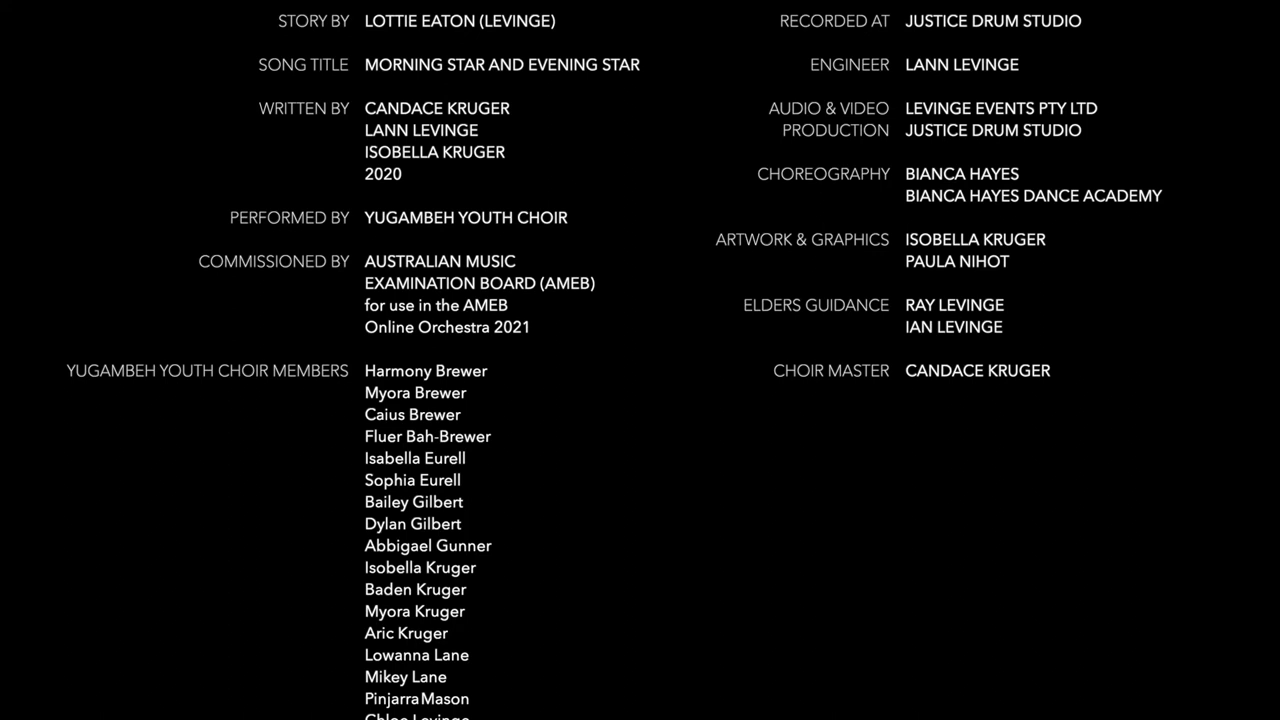 STORY BY LOTTIE EATON (LEVINGE)
SONG TITLE MORNING STAR AND EVENING STAR
WRITTEN BY CANDACE KRUGER
LANN LEVINGE
ISOBELLA KRUGER
2020
PERFORMED BY YUGAMBEH YOUTH CHOIR
COMMISSIONED BY AUSTRALIAN MUSIC
EXAMINATION BOARD (AMEB)
for use in the AMEB
Online Orchestra 2021
YUGAMBEH YOUTH CHOIR MEMBERS Harmony Brewer
Myora Brewer
Caius Brewer
Fluer Bah-Brewer
Isabella Eurell
Sophia Eurell
Bailey Gilbert
Dylan Gilbert
Abbigael Gunner
Isobella Kruger
Baden Kruger
Myora Kruger
Aric Kruger
Lowanna Lane
Mikey Lane
Pinjarra Mason
Chloe Levinge
RECORDED AT JUSTICE DRUM STUDIO
ENGINEER LANN LEVINGE
AUDIO & VIDEO LEVINGE EVENTS PTY LTD
PRODUCTION JUSTICE DRUM STUDIO
CHOREOGRAPHY BIANCA HAYES
BIANCA HAYES DANCE ACADEMY
ARTWORK & GRAPHICS ISOBELLA KRUGER
PAULA NIHOT
ELDERS GUIDANCE RAY LEVINGE
IAN LEVINGE
CHOIR MASTER CANDACE KRUGER